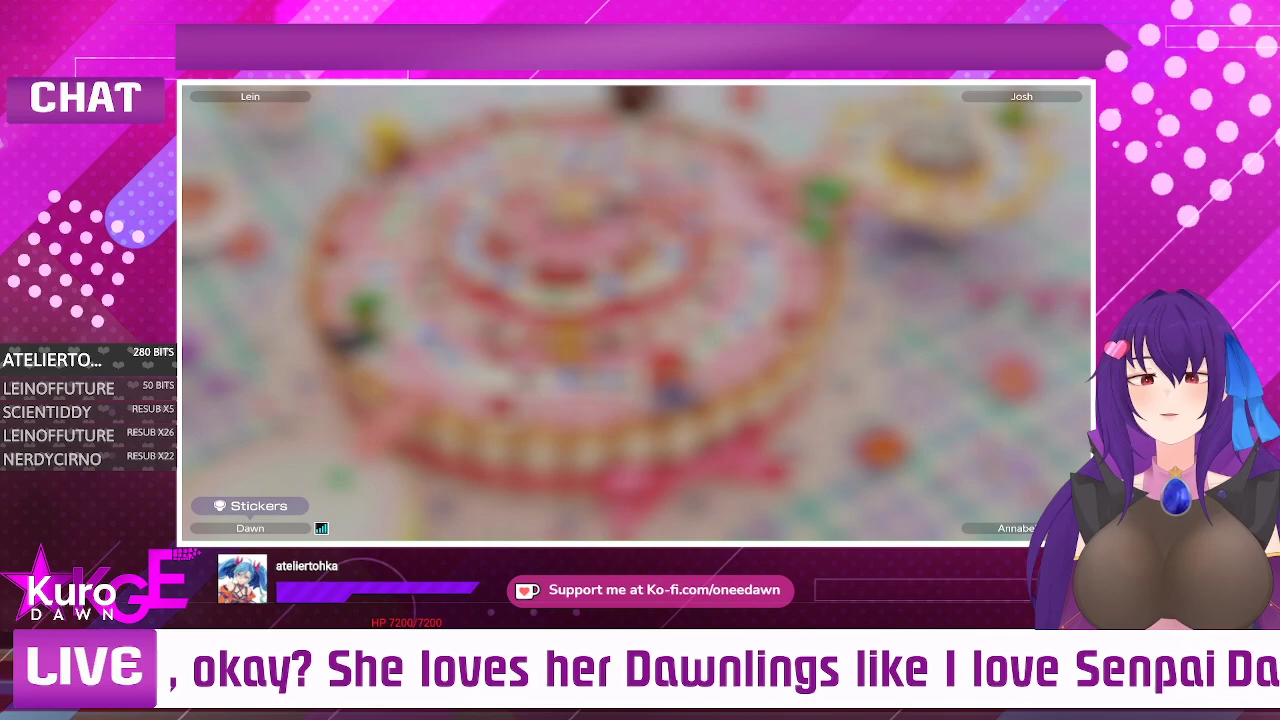 CHAT
Lein
Josh
ATELIERTO... 280 BITS
LEINOFFUTURE 50 BITS
SCIENTIDDY RESUB X5
LEINOFFUTURE RESUB X26
NERDYCIRNO RESUB X22
Stickers
Dawn
Annabe
Kuro
DAWN
KGE
ateliertohka
HP 7200/7200
Support me at Ko-fi.com/oneedawn
LIVE
, okay? She loves her Dawnlings like I love Senpai Da